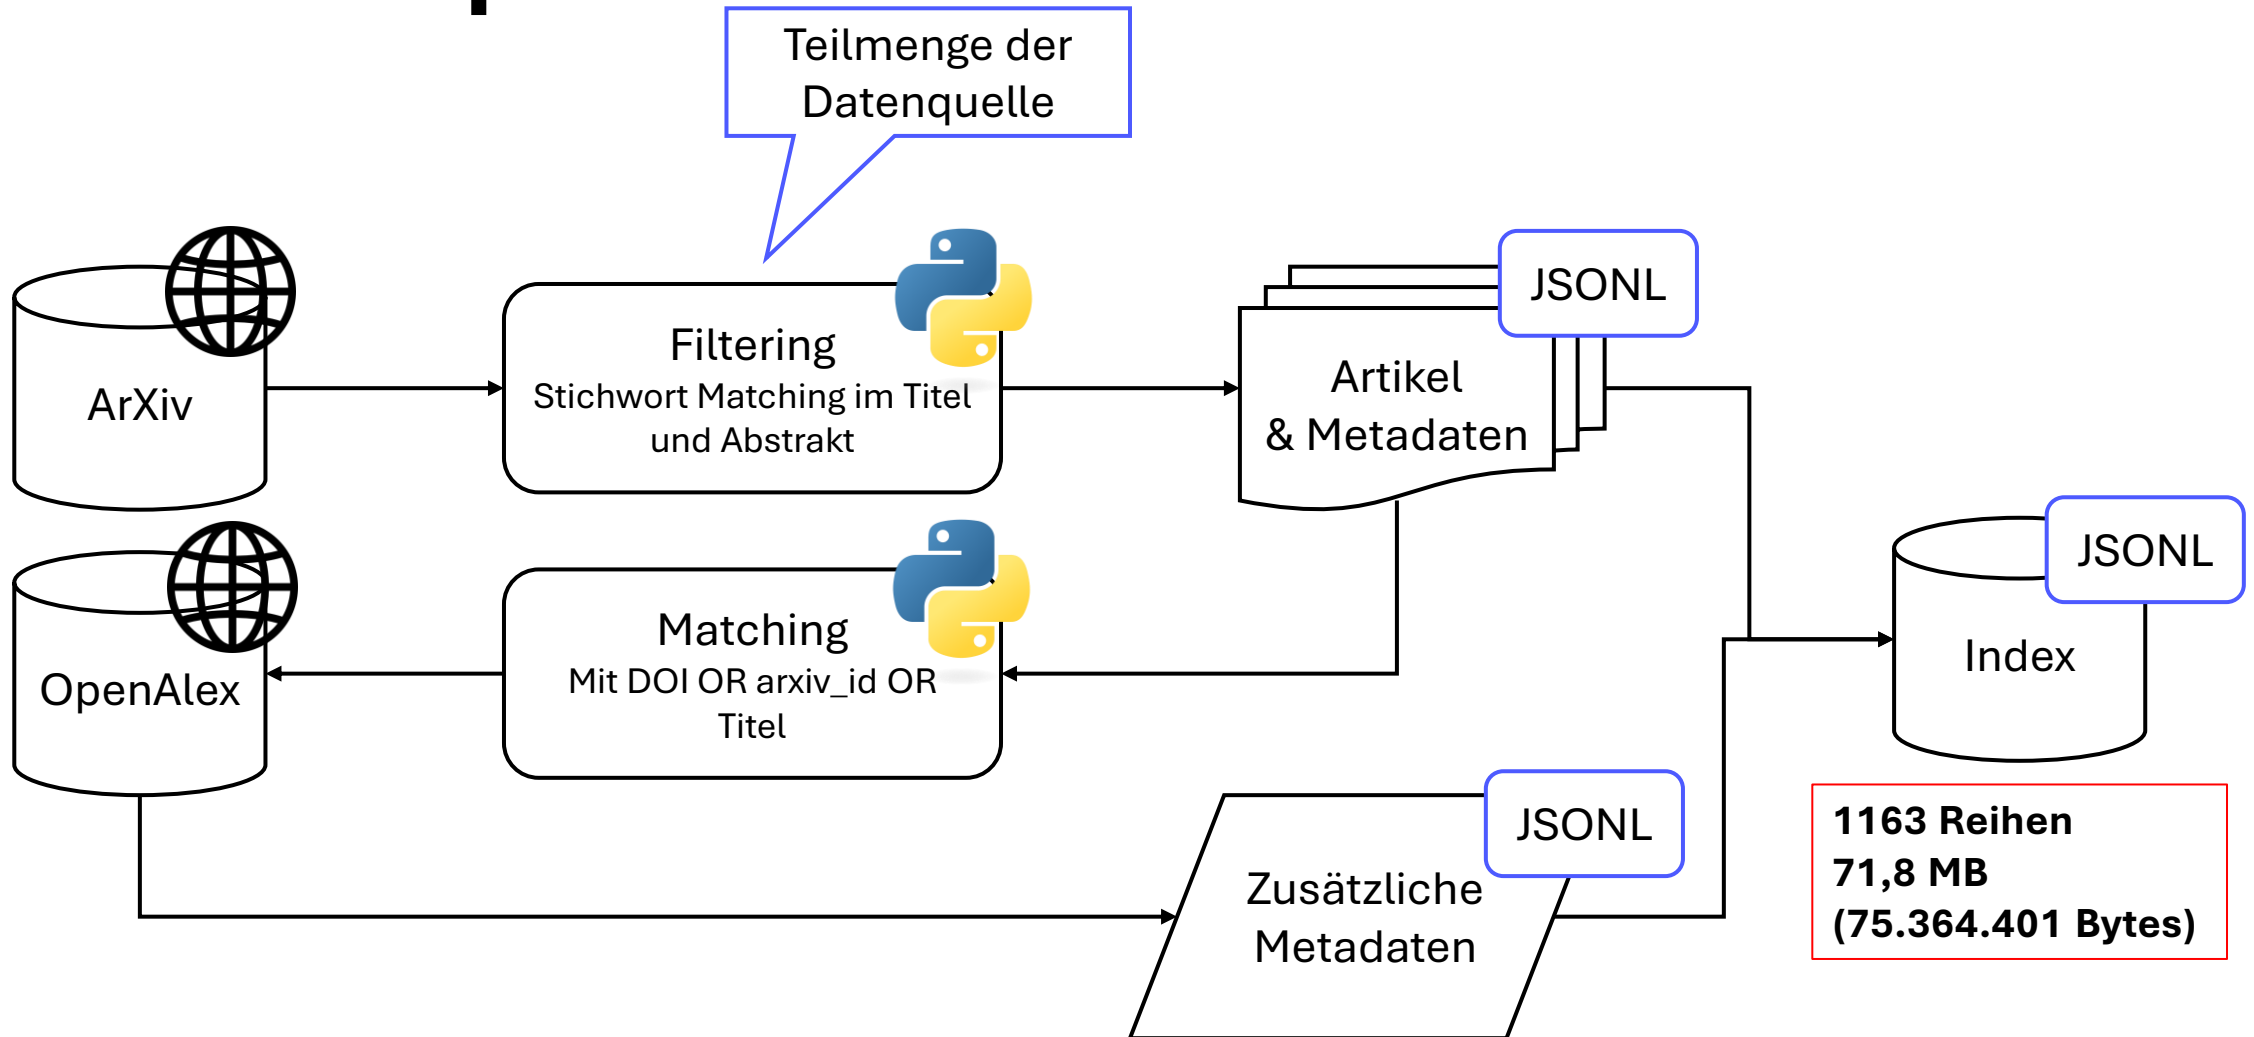 Teilmenge der
Datenquelle
ArXiv
Filtering
Stichwort Matching im Titel
und Abstrakt
JSONL
Artikel
& Metadaten
OpenAlex
Matching
Mit DOI OR arxiv_id OR
Titel
JSONL
Index
JSONL
Zusätzliche
Metadaten
1163 Reihen
71,8 MB
(75.364.401 Bytes)